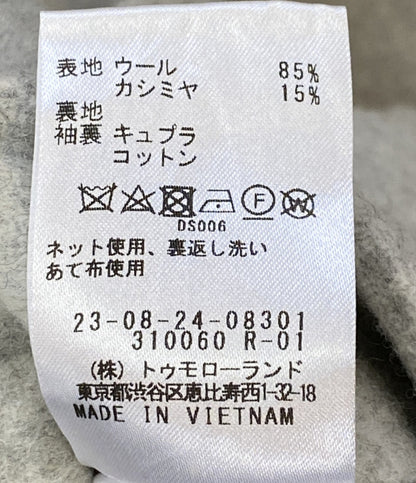 表地 ウール 85%
カシミヤ 15%
裏地
袖裏 キュプラ
コットン
F W
DS006
ネット使用、裏返し洗い
あて布使用
23-08-24-08301
310060 R-01
(株) トゥモローランド
東京都渋谷区恵比寿西1-32-18
MADE IN VIETNAM